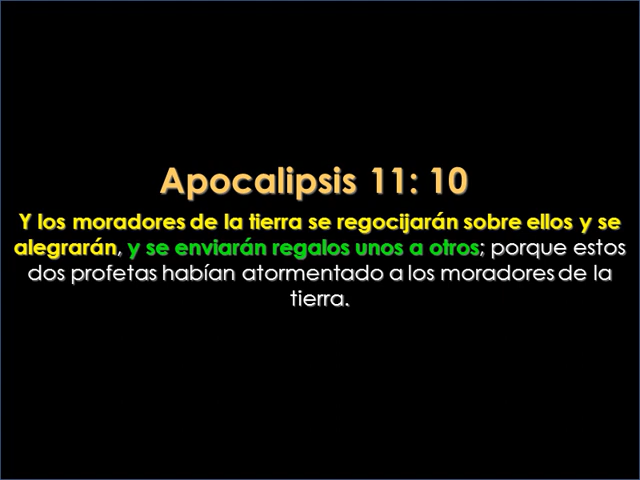 Apocalipsis 11: 10
Y los moradores de la tierra se regocijarán sobre ellos y se
alegrarán, y se enviarán regalos unos a otros; porque estos
dos profetas habían atormentado a los moradores de la
tierra.